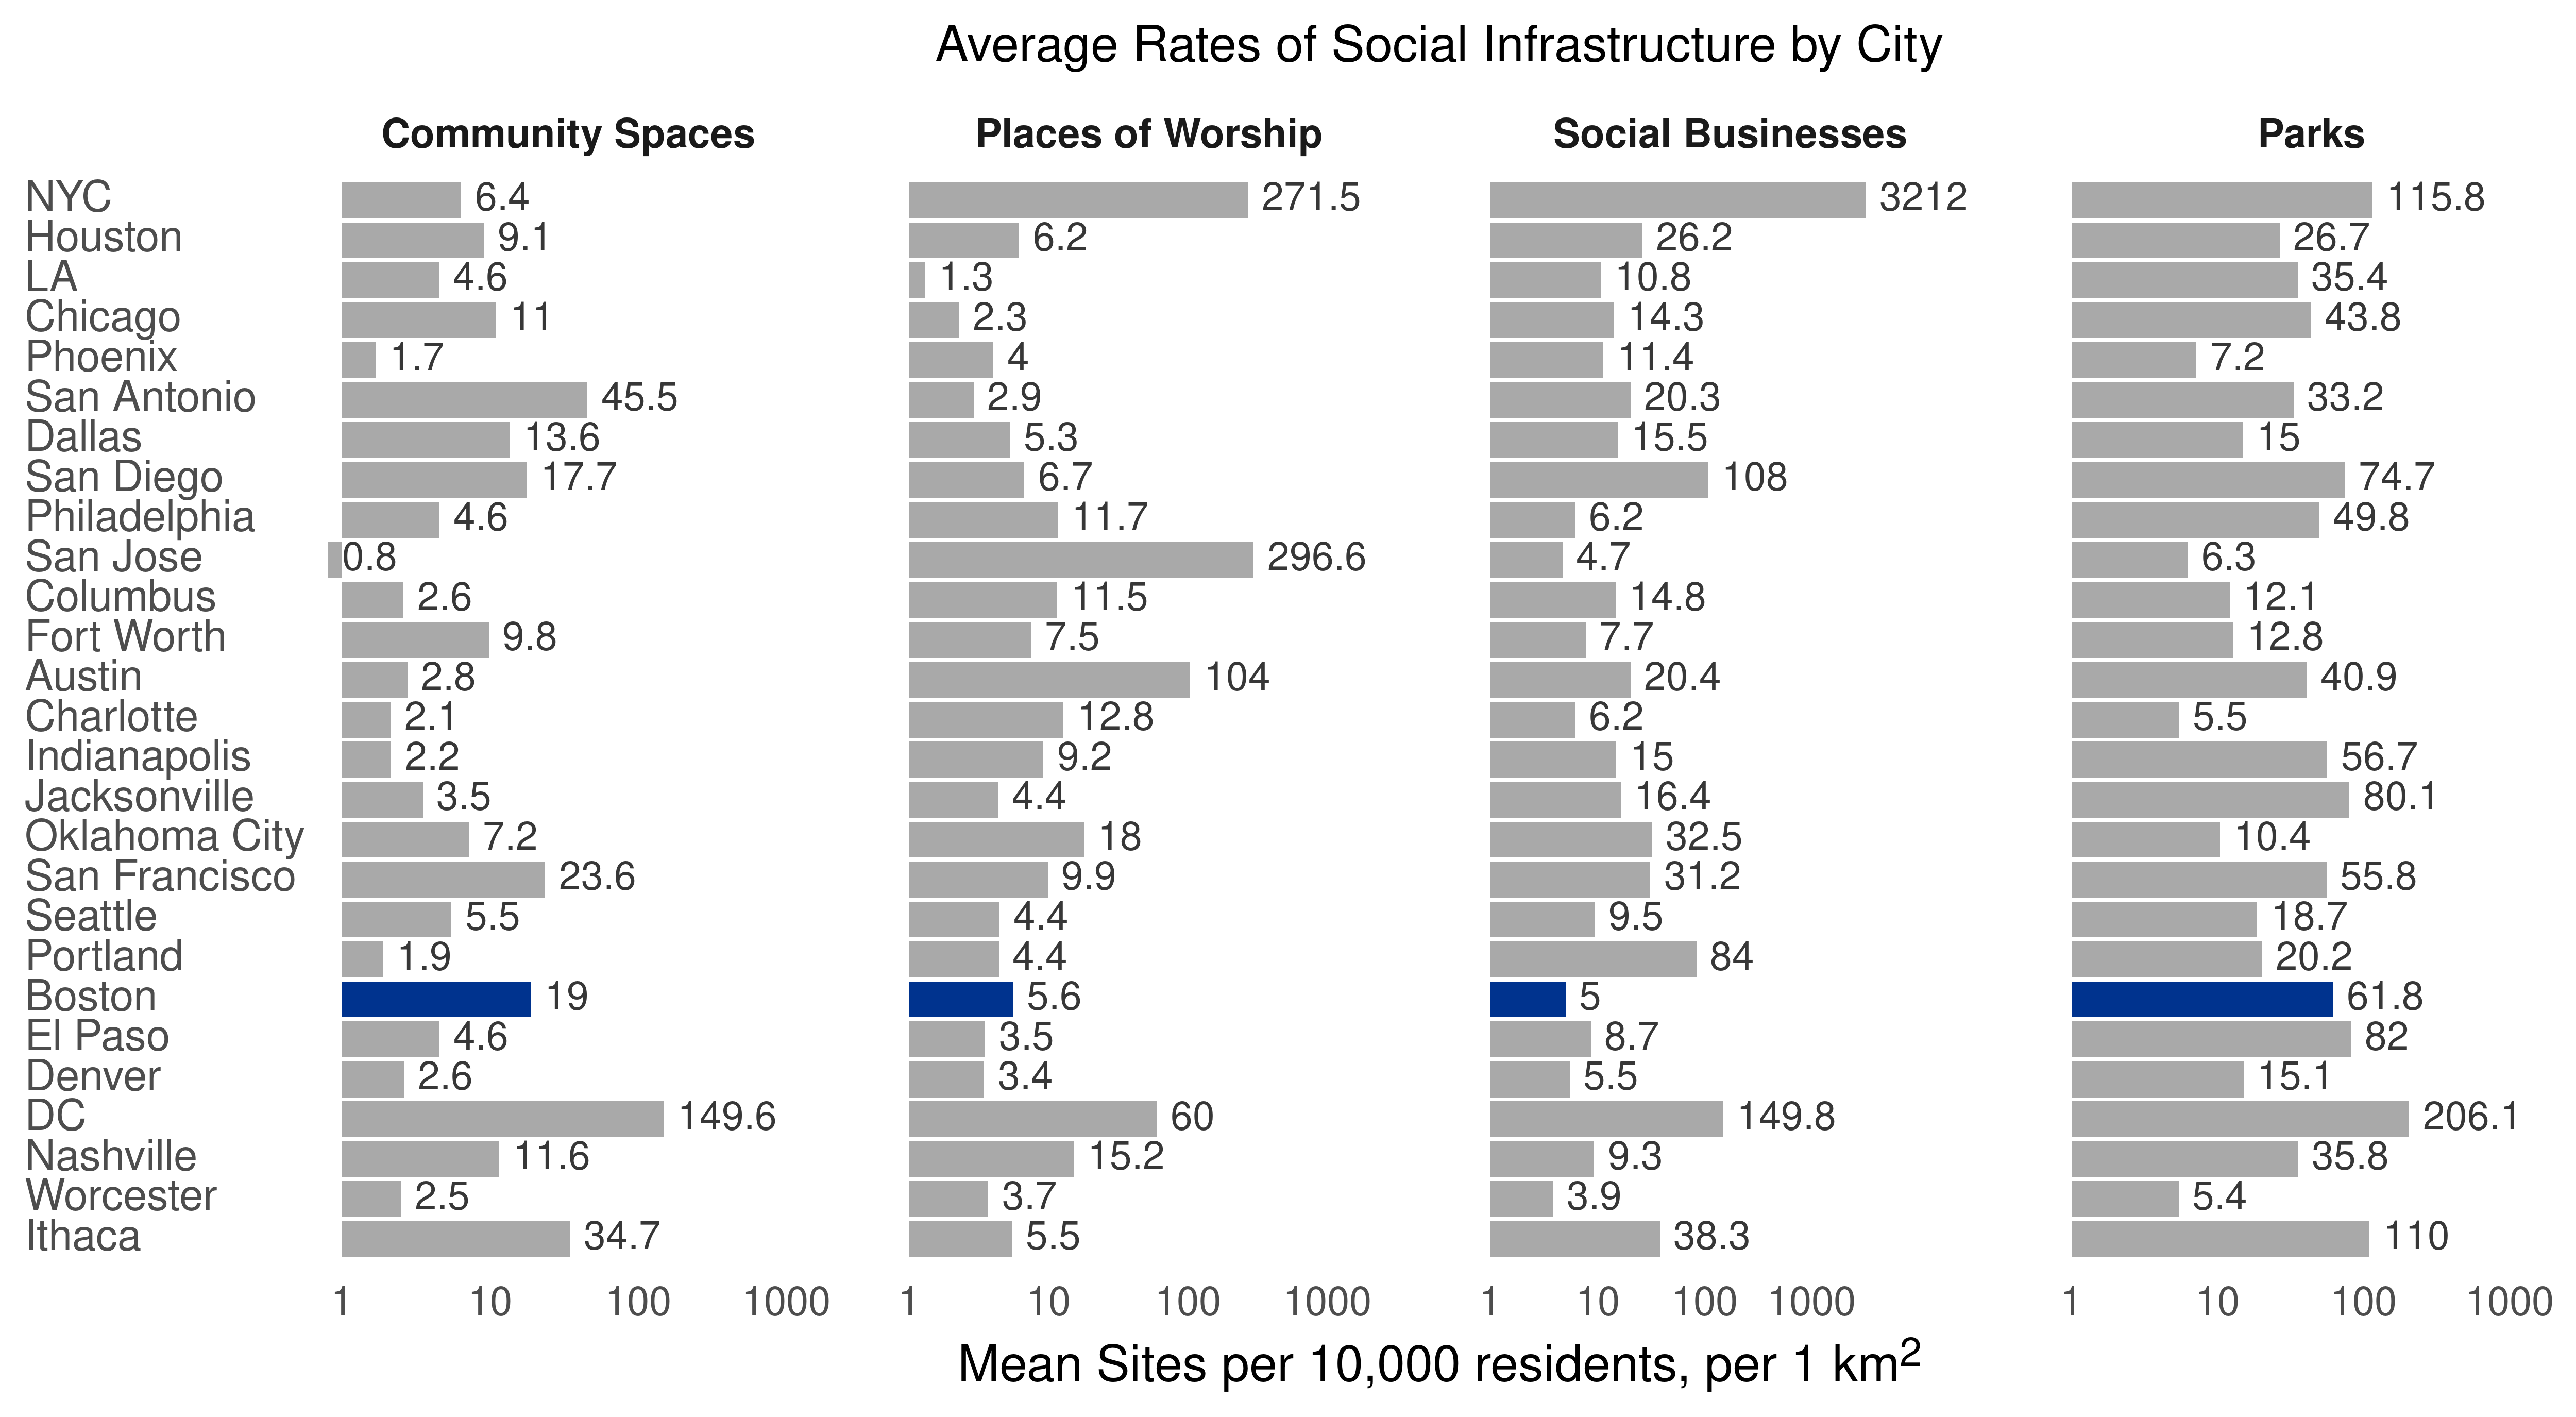 Average Rates of Social Infrastructure by City
Community Spaces Places of Worship Social Businesses Parks
NYC 6.4 271.5 3212 115.8
Houston 9.1 6.2 26.2 26.7
LA 4.6 1.3 10.8 35.4
Chicago 11 2.3 14.3 43.8
Phoenix 1.7 4 11.4 7.2
San Antonio 45.5 2.9 20.3 33.2
Dallas 13.6 5.3 15.5 15
San Diego 17.7 6.7 108 74.7
Philadelphia 4.6 11.7 6.2 49.8
San Jose 0.8 296.6 4.7 6.3
Columbus 2.6 11.5 14.8 12.1
Fort Worth 9.8 7.5 7.7 12.8
Austin 2.8 104 20.4 40.9
Charlotte 2.1 12.8 6.2 5.5
Indianapolis 2.2 9.2 15 56.7
Jacksonville 3.5 4.4 16.4 80.1
Oklahoma City 7.2 18 32.5 10.4
San Francisco 23.6 9.9 31.2 55.8
Seattle 5.5 4.4 9.5 18.7
Portland 1.9 4.4 84 20.2
Boston 19 5.6 5 61.8
El Paso 4.6 3.5 8.7 82
Denver 2.6 3.4 5.5 15.1
DC 149.6 60 149.8 206.1
Nashville 11.6 15.2 9.3 35.8
Worcester 2.5 3.7 3.9 5.4
Ithaca 34.7 5.5 38.3 110
1 10 100 1000 1 10 100 1000 1 10 100 1000 1 10 100 1000
Mean Sites per 10,000 residents, per 1 km²